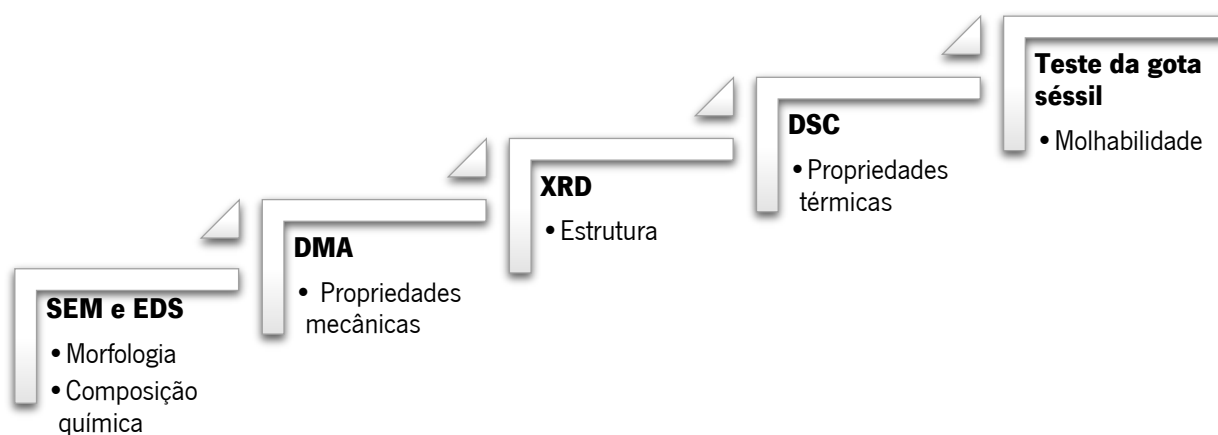 SEM e EDS
• Morfologia
• Composição
química
DMA
• Propriedades
mecânicas
XRD
• Estrutura
DSC
• Propriedades
térmicas
Teste da gota
séssil
• Molhabilidade